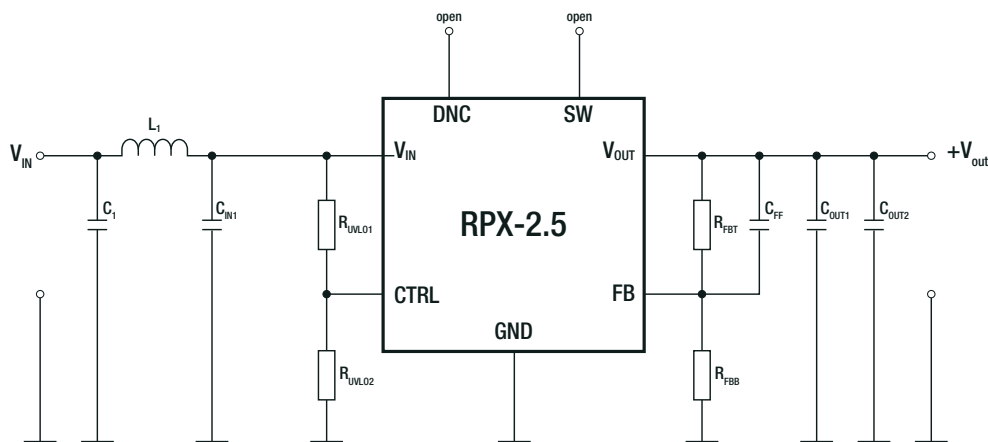 open
open
DNC
SW
L1
VIN
VIN
VOUT
+Vout
C1
CIN1
RUVLO1
RPX-2.5
RFBT
CFF
COUT1
COUT2
CTRL
FB
GND
RUVLO2
RFBB